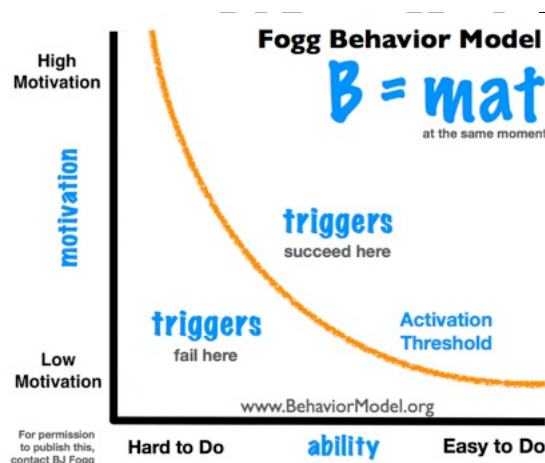 Fogg Behavior Model
B = mat
at the same moment
High
Motivation
motivation
triggers
succeed here
triggers
fail here
Activation
Threshold
Low
Motivation
www.BehaviorModel.org
For permission
to publish this,
contact BJ Fogg
Hard to Do
ability
Easy to Do